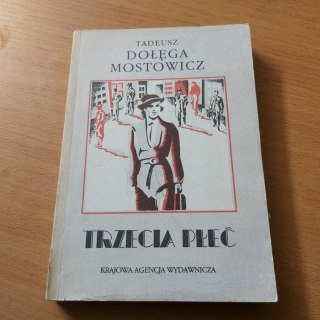 TADEUSZ
DOŁĘGA
MOSTOWICZ
TRZECIA PŁEĆ
KRAJOWA AGENCJA WYDAWNICZA